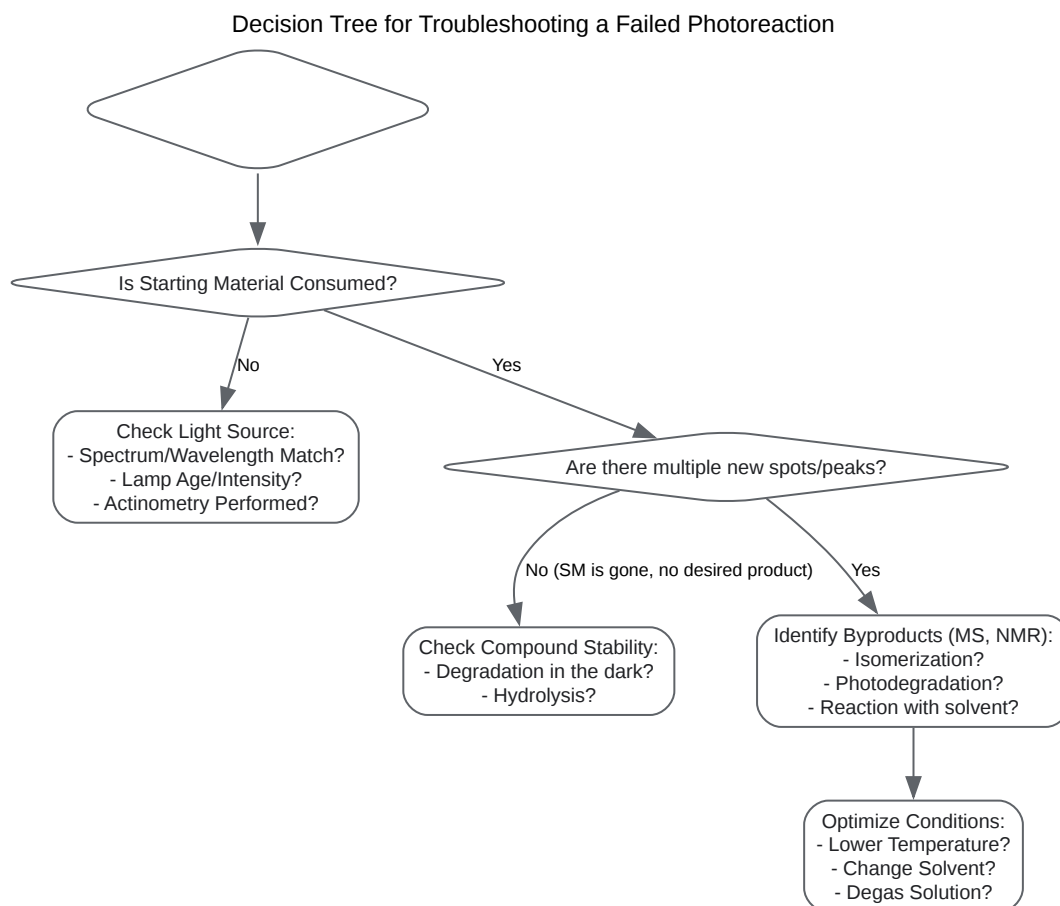 Decision Tree for Troubleshooting a Failed Photoreaction
Is Starting Material Consumed?
No
Yes
Check Light Source:
- Spectrum/Wavelength Match?
- Lamp Age/Intensity?
- Actinometry Performed?
Are there multiple new spots/peaks?
No (SM is gone, no desired product)
Yes
Check Compound Stability:
- Degradation in the dark?
- Hydrolysis?
Identify Byproducts (MS, NMR):
- Isomerization?
- Photodegradation?
- Reaction with solvent?
Optimize Conditions:
- Lower Temperature?
- Change Solvent?
- Degas Solution?